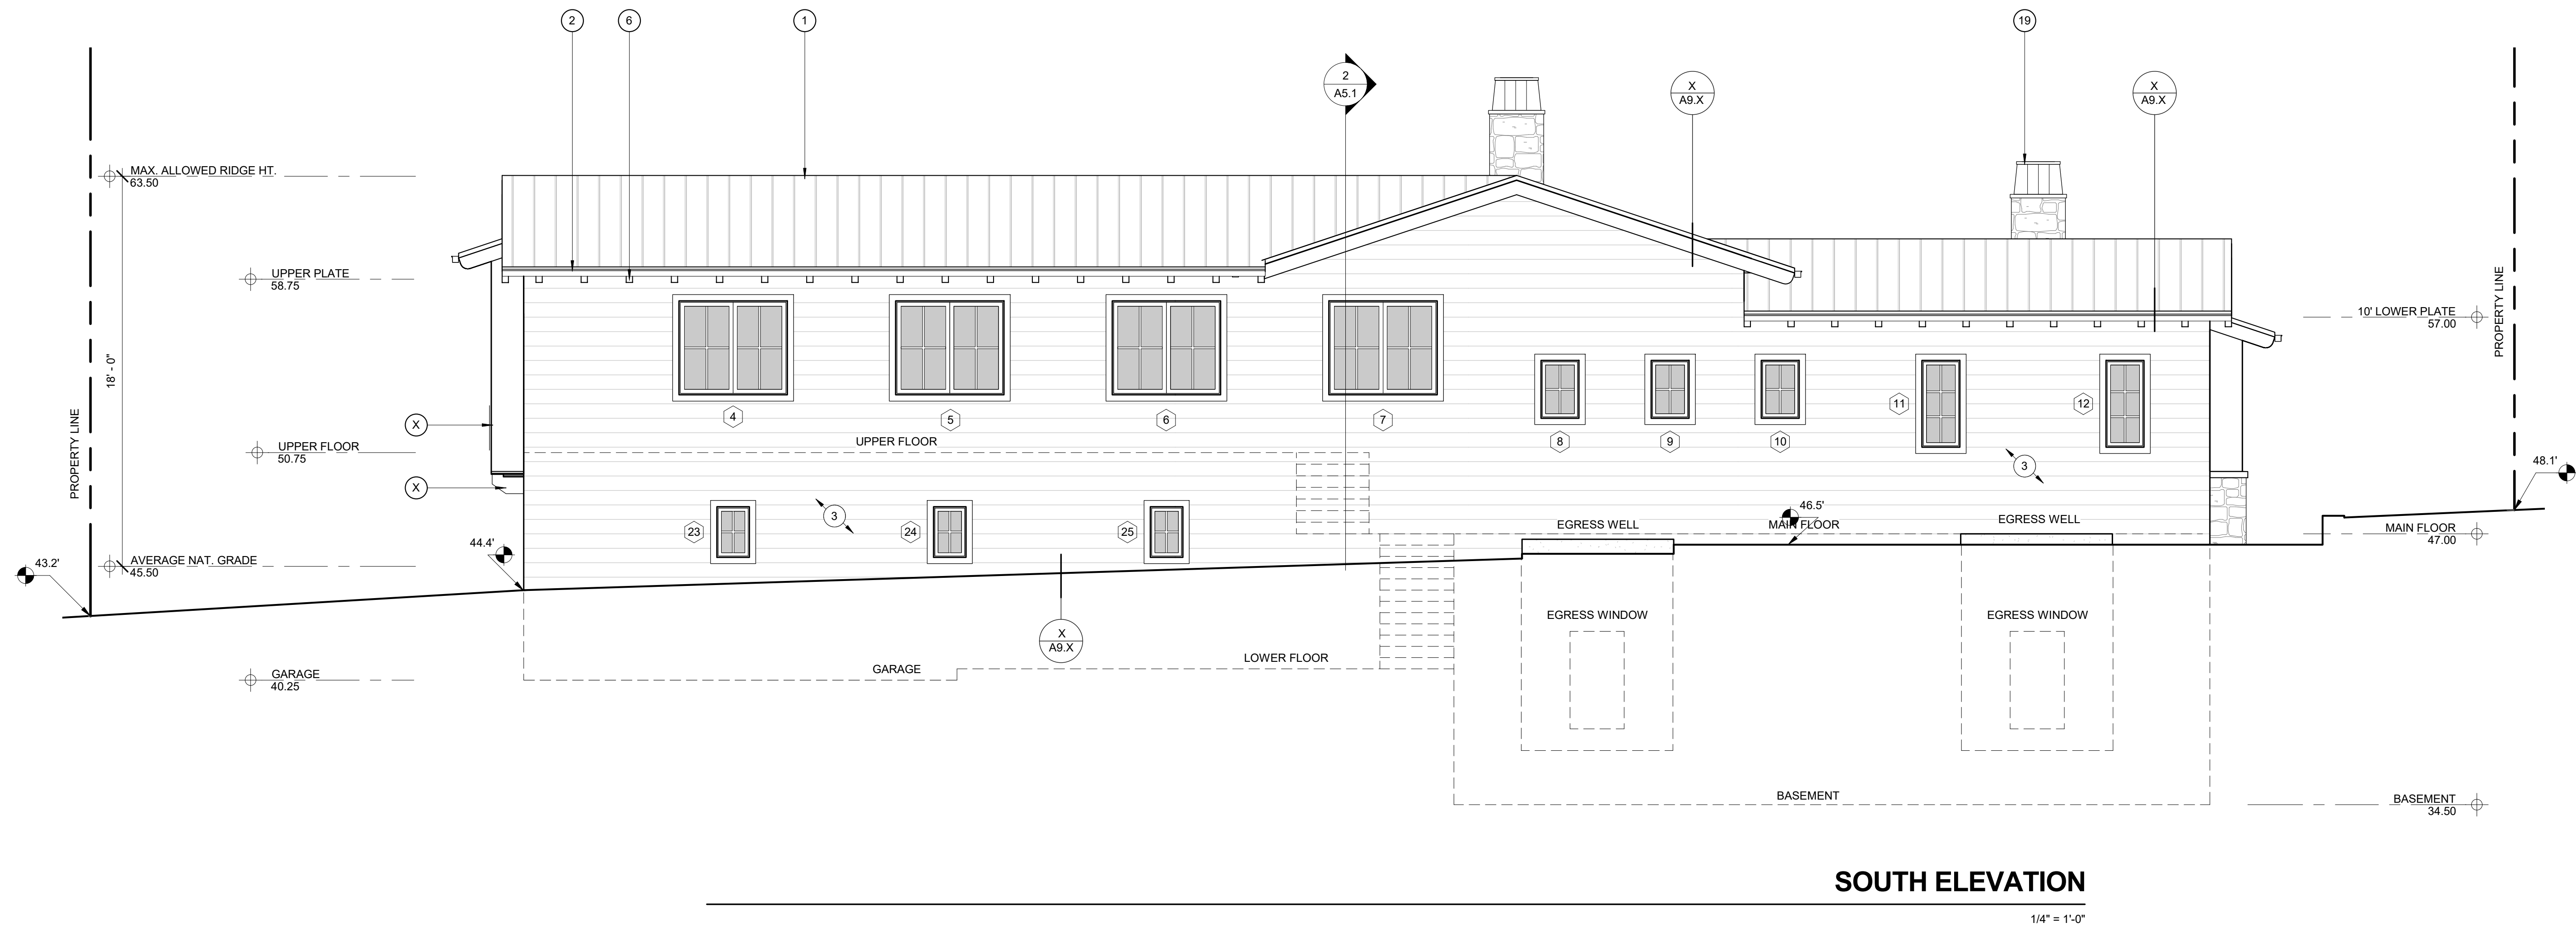 2
6
1
19
2
A5.1
X
A9.X
X
A9.X
MAX. ALLOWED RIDGE HT.
63.50
UPPER PLATE
58.75
10' LOWER PLATE
57.00
PROPERTY LINE
PROPERTY LINE
18' - 0"
4
5
6
7
8
9
10
11
12
X
UPPER FLOOR
50.75
UPPER FLOOR
X
3
3
48.1'
46.5'
23
24
25
EGRESS WELL
MAIN FLOOR
EGRESS WELL
MAIN FLOOR
47.00
44.4'
43.2'
AVERAGE NAT. GRADE
45.50
EGRESS WINDOW
EGRESS WINDOW
X
A9.X
LOWER FLOOR
GARAGE
GARAGE
40.25
BASEMENT
BASEMENT
34.50
SOUTH ELEVATION
1/4" = 1'-0"